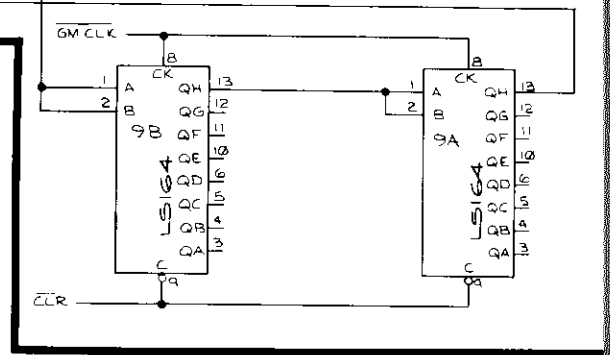 GM CLK
8
CK
1 A QH 13
2 B QG 12
9B QF 11
QE 10
QD 6
QC 5
QB 4
QA 3
LS164
C
9
8
CK
1 A QH 13
2 B QG 12
9A QF 11
QE 10
QD 6
QC 5
QB 4
QA 3
LS164
C
9
CLR